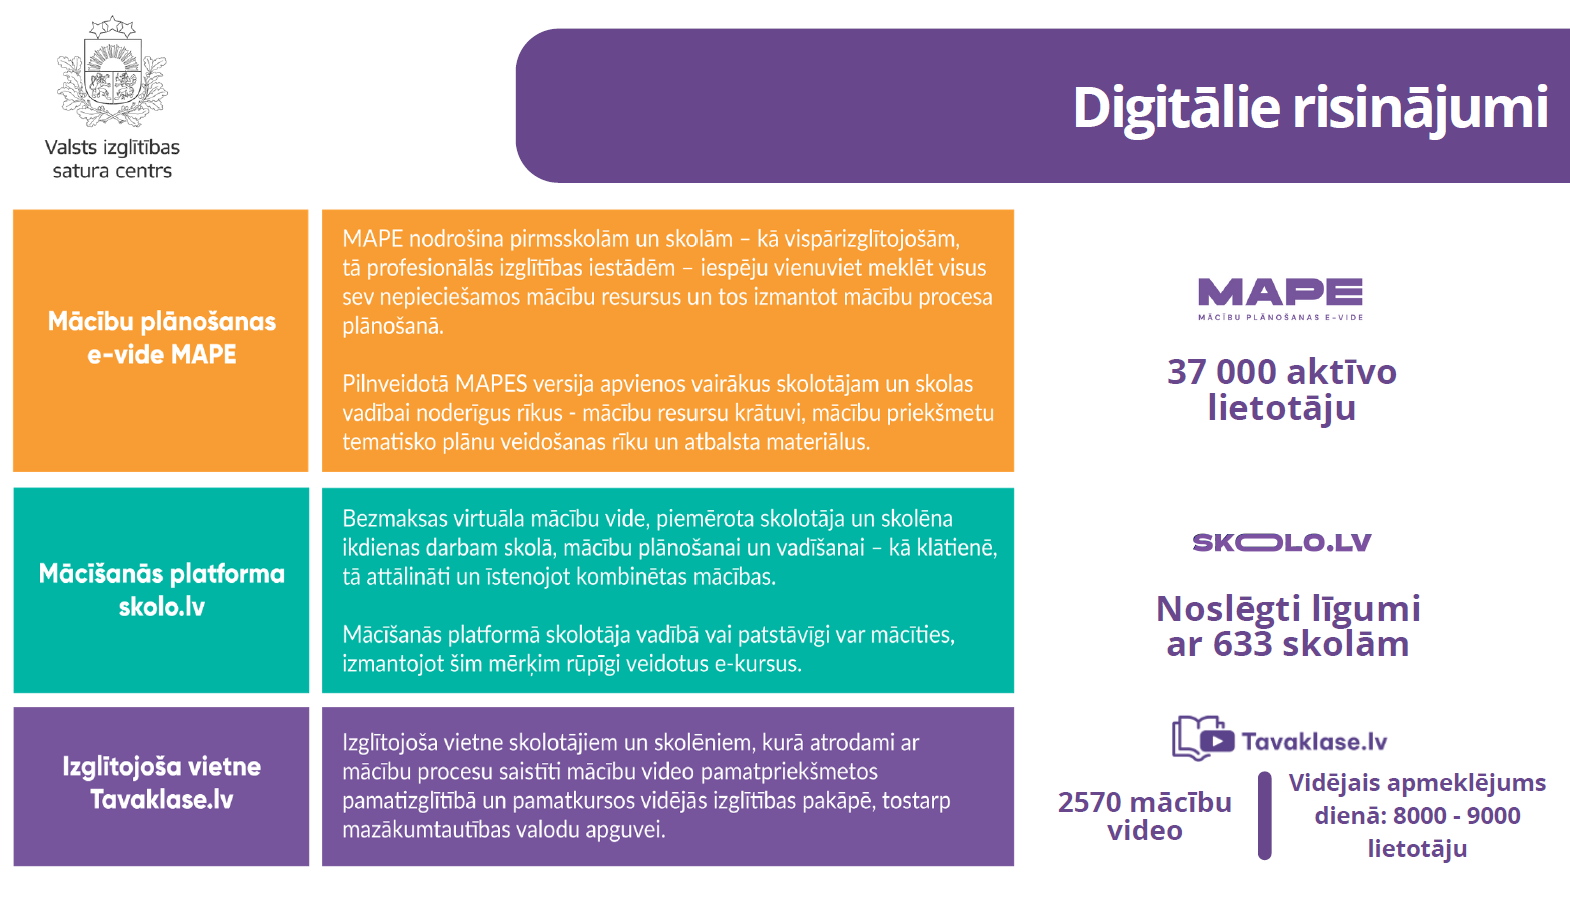 Valsts izglītības
satura centrs
Digitālie risinājumi
Mācību plānošanas
e-vide MAPE
MAPE nodrošina pirmsskolām un skolām – kā vispārizglītojošām,
tā profesionālās izglītības iestādēm – iespēju vienuviet meklēt visus
sev nepieciešamos mācību resursus un tos izmantot mācību procesa
plānošanā.
Pilnveidotā MAPES versija apvienos vairākus skolotājam un skolas
vadībai noderīgus rīkus - mācību resursu krātuvi, mācību priekšmetu
tematisko plānu veidošanas rīku un atbalsta materiālus.
MAPE
MĀCĪBU PLĀNOŠANAS E-VIDE
37 000 aktīvo
lietotāju
Mācīšanās platforma
skolo.lv
Bezmaksas virtuāla mācību vide, piemērota skolotāja un skolēna
ikdienas darbam skolā, mācību plānošanai un vadīšanai – kā klātienē,
tā attālināti un īstenojot kombinētas mācības.
Mācīšanās platformā skolotāja vadībā vai patstāvīgi var mācīties,
izmantojot šim mērķim rūpīgi veidotus e-kursus.
SKOLO.LV
Noslēgti līgumi
ar 633 skolām
Izglītojoša vietne
Tavaklase.lv
Izglītojoša vietne skolotājiem un skolēniem, kurā atrodami ar
mācību procesu saistīti mācību video pamatpriekšmetos
pamatizglītībā un pamatkursos vidējās izglītības pakāpē, tostarp
mazākumtautības valodu apguvei.
Tavaklase.lv
2570 mācību
video
Vidējais apmeklējums
dienā: 8000 - 9000
lietotāju